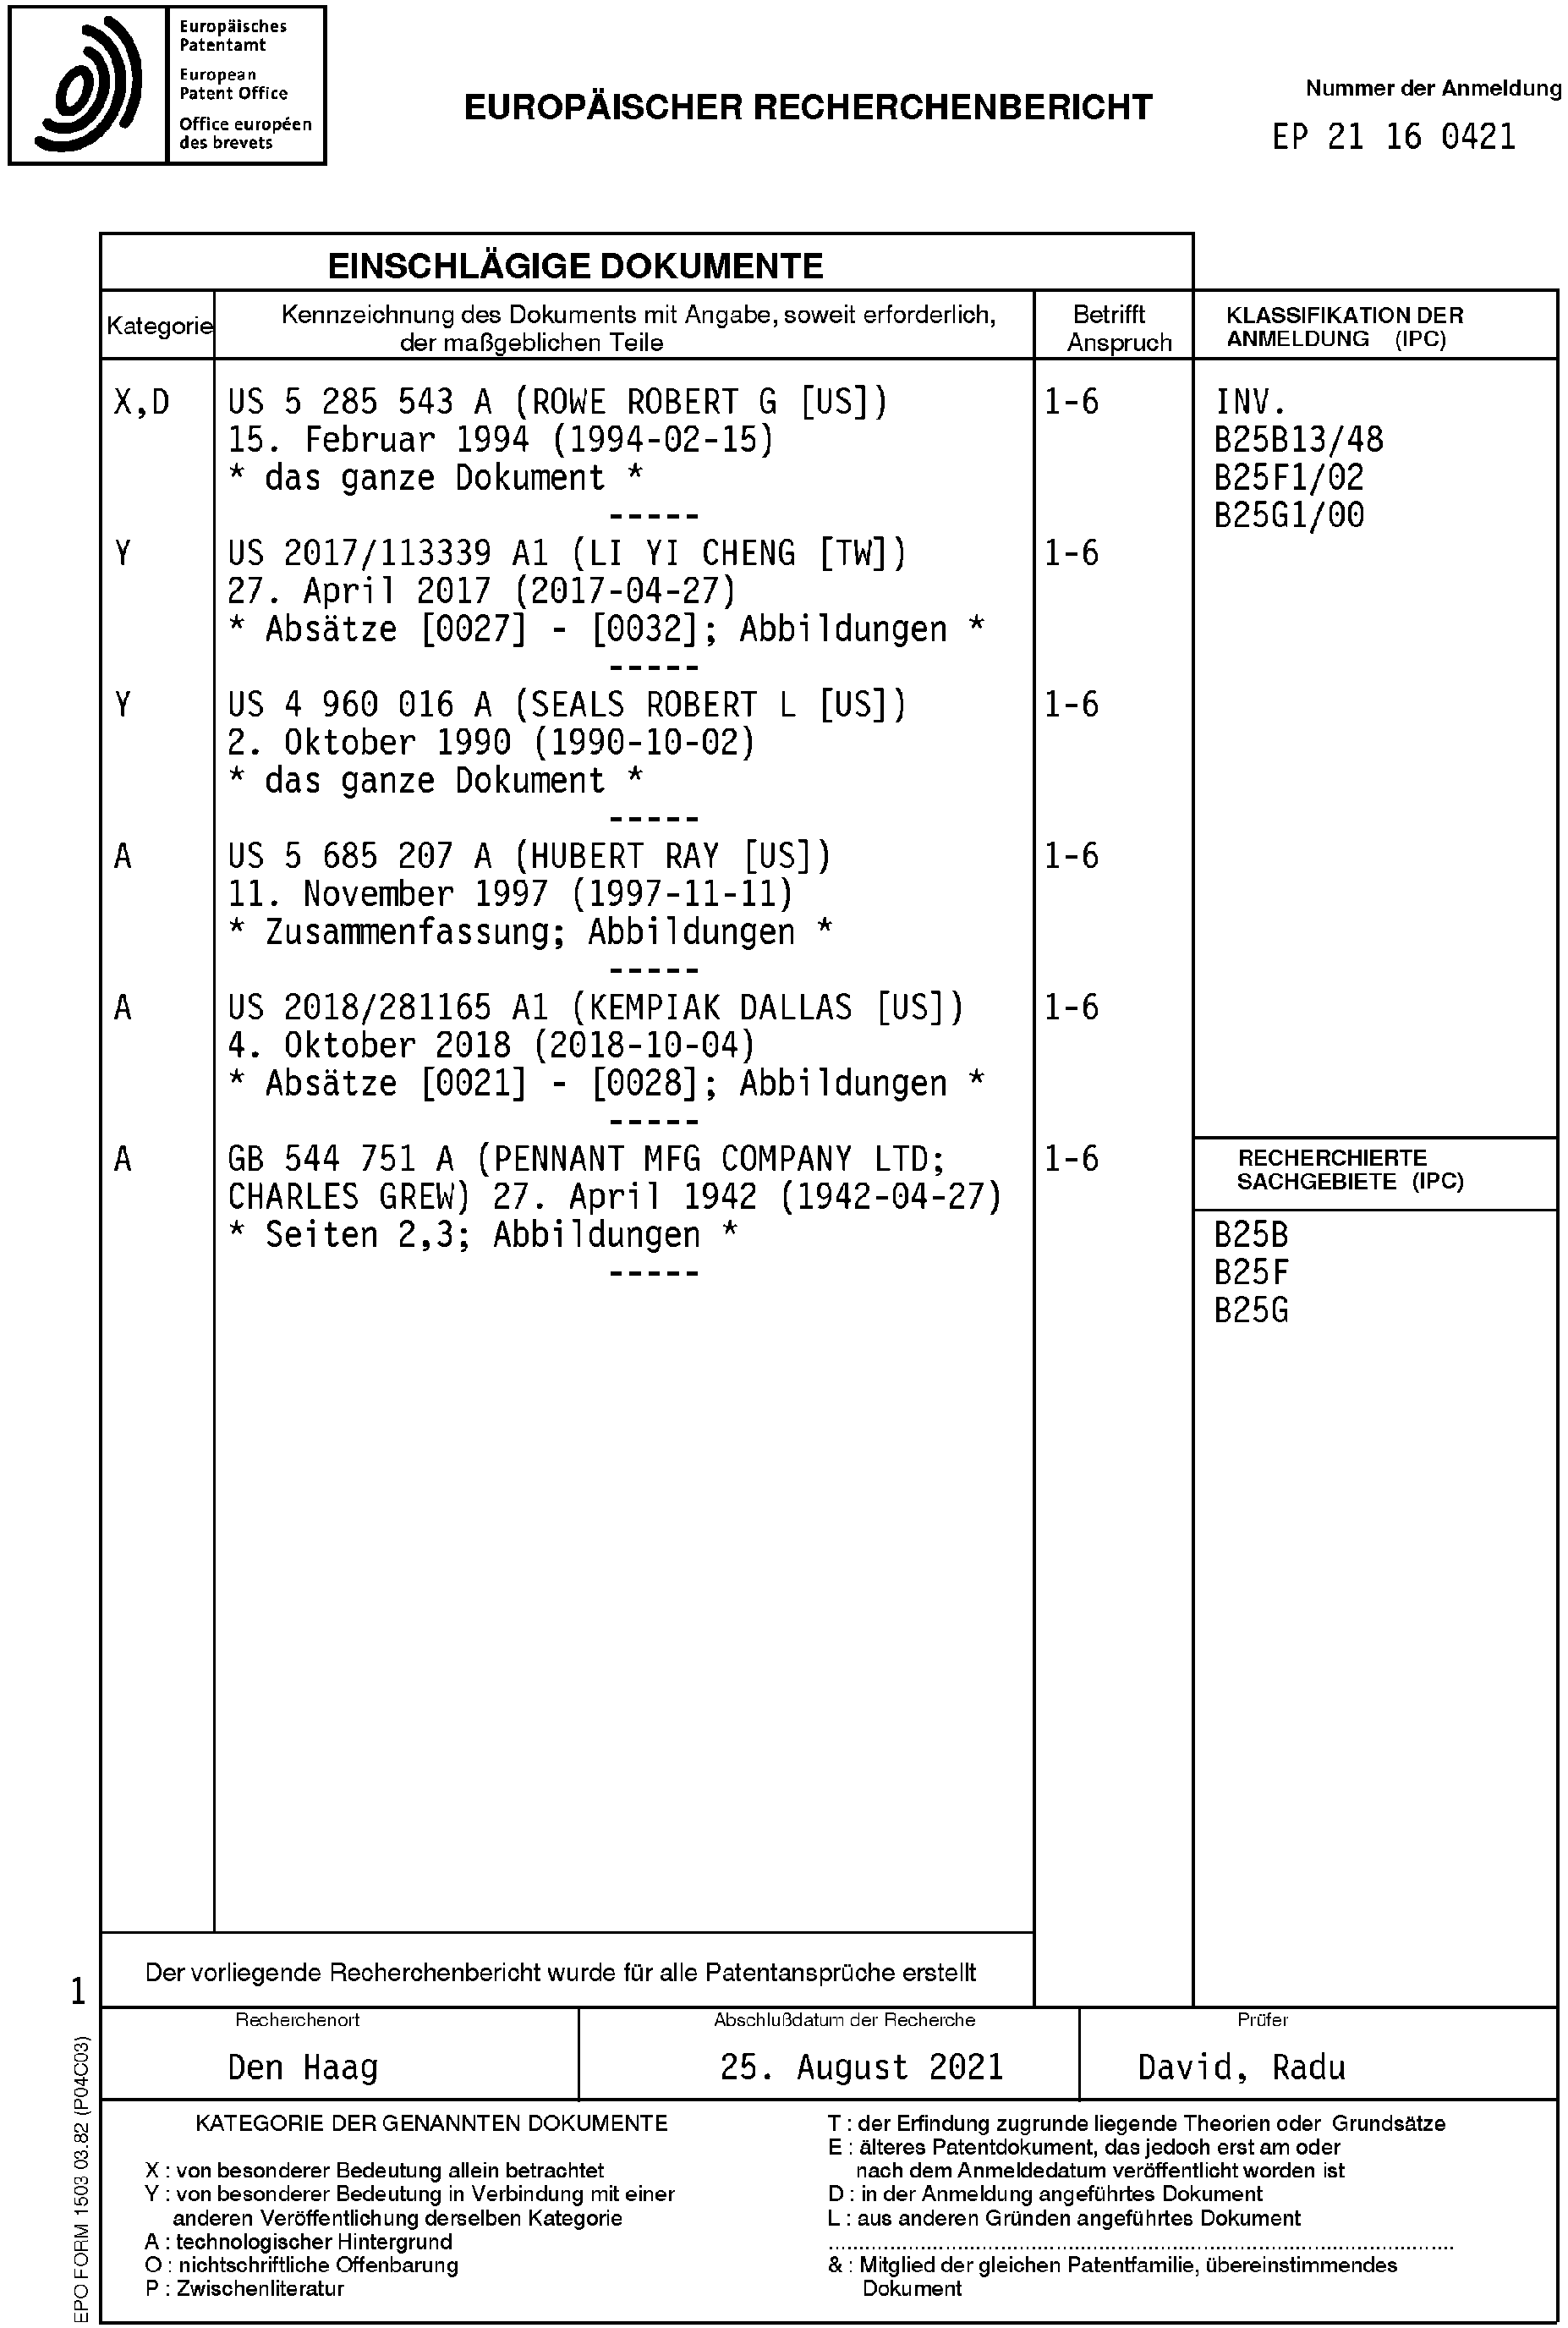 Europäisches
Patentamt
European
Patent Office
Office européen
des brevets
EUROPÄISCHER RECHERCHENBERICHT
Nummer der Anmeldung
EP 21 16 0421
EINSCHLÄGIGE DOKUMENTE
Kategorie
Kennzeichnung des Dokuments mit Angabe, soweit erforderlich,
der maßgeblichen Teile
Betrifft
Anspruch
KLASSIFIKATION DER
ANMELDUNG (IPC)
X,D US 5 285 543 A (ROWE ROBERT G [US]) 1-6
15. Februar 1994 (1994-02-15)
* das ganze Dokument *
-----
Y US 2017/113339 A1 (LI YI CHENG [TW]) 1-6
27. April 2017 (2017-04-27)
* Absätze [0027] - [0032]; Abbildungen *
-----
Y US 4 960 016 A (SEALS ROBERT L [US]) 1-6
2. Oktober 1990 (1990-10-02)
* das ganze Dokument *
-----
A US 5 685 207 A (HUBERT RAY [US]) 1-6
11. November 1997 (1997-11-11)
* Zusammenfassung; Abbildungen *
-----
A US 2018/281165 A1 (KEMPIAK DALLAS [US]) 1-6
4. Oktober 2018 (2018-10-04)
* Absätze [0021] - [0028]; Abbildungen *
-----
A GB 544 751 A (PENNANT MFG COMPANY LTD; 1-6
CHARLES GREW) 27. April 1942 (1942-04-27)
* Seiten 2,3; Abbildungen *
-----
INV.
B25B13/48
B25F1/02
B25G1/00
RECHERCHIERTE
SACHGEBIETE (IPC)
B25B
B25F
B25G
Der vorliegende Recherchenbericht wurde für alle Patentansprüche erstellt
1
Recherchenort
Den Haag
Abschlußdatum der Recherche
25. August 2021
Prüfer
David, Radu
KATEGORIE DER GENANNTEN DOKUMENTE
X : von besonderer Bedeutung allein betrachtet
Y : von besonderer Bedeutung in Verbindung mit einer
anderen Veröffentlichung derselben Kategorie
A : technologischer Hintergrund
O : nichtschriftliche Offenbarung
P : Zwischenliteratur
T : der Erfindung zugrunde liegende Theorien oder Grundsätze
E : älteres Patentdokument, das jedoch erst am oder
nach dem Anmeldedatum veröffentlicht worden ist
D : in der Anmeldung angeführtes Dokument
L : aus anderen Gründen angeführtes Dokument
& : Mitglied der gleichen Patentfamilie, übereinstimmendes
Dokument
EPO FORM 1503 03.82 (P04C03)